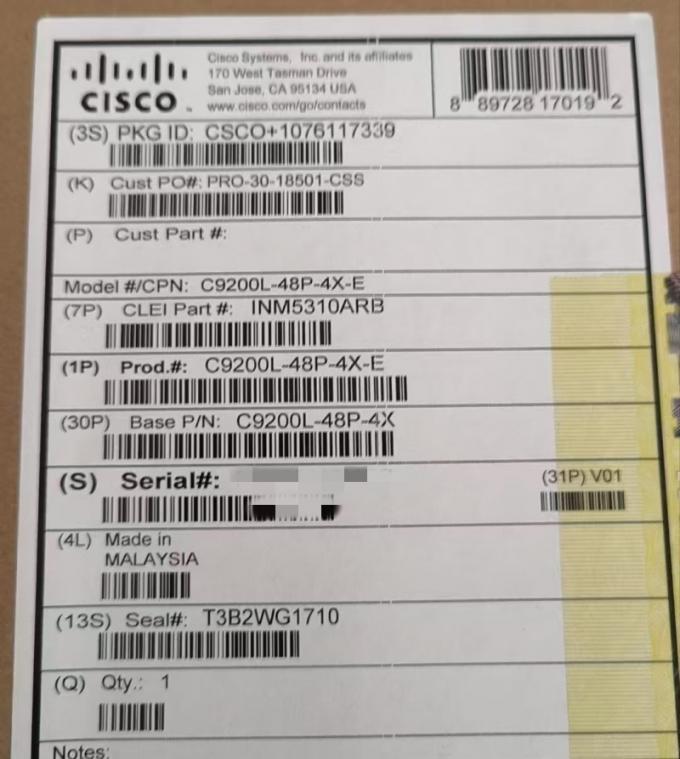 CISCO
Cisco Systems, Inc. and its affiliates
170 West Tasman Drive
San Jose, CA 95134 USA
www.cisco.com/go/contacts
8 89728 17019 2
(3S) PKG ID: CSCO+1076117339
(K) Cust PO#: PRO-30-18501-CSS
(P) Cust Part #:
Model #/CPN: C9200L-48P-4X-E
(7P) CLEI Part #: INM5310ARB
(1P) Prod.#: C9200L-48P-4X-E
(30P) Base P/N: C9200L-48P-4X
(S) Serial#:
(31P) V01
(4L) Made in
MALAYSIA
(13S) Seal#: T3B2WG1710
(Q) Qty.: 1
Notes: